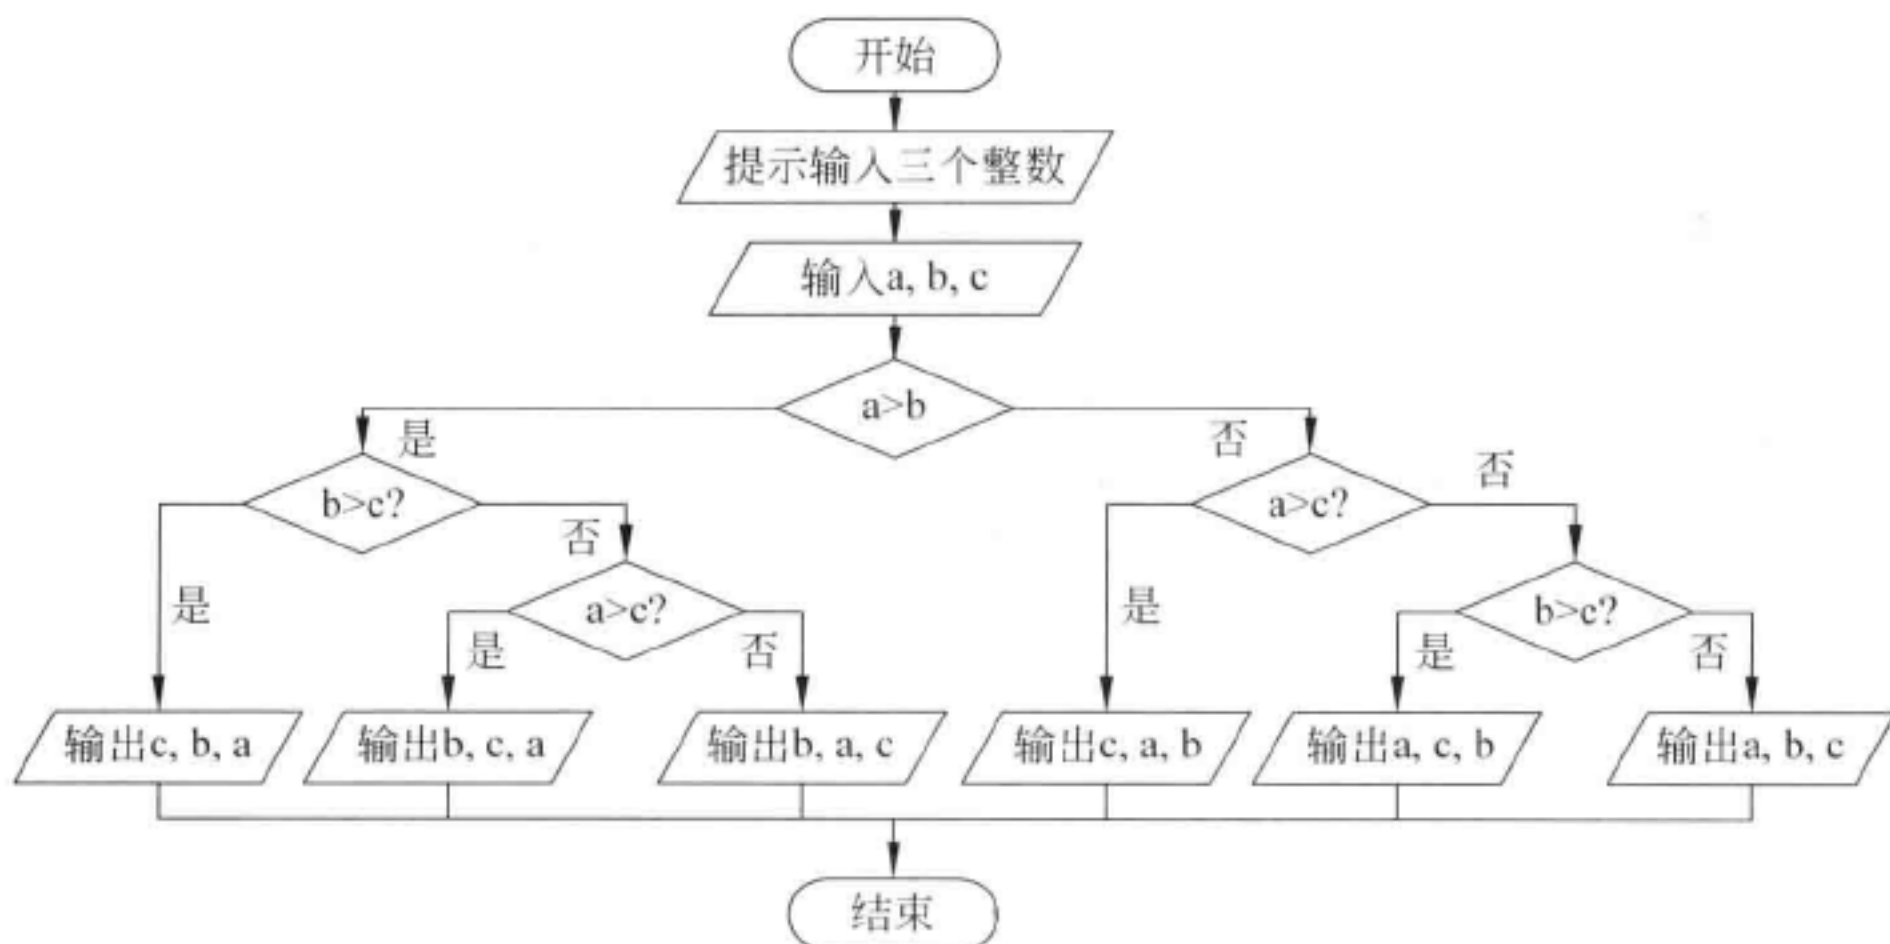 开始
提示输入三个整数
输入a, b, c
a>b
是
否
b>c?
否
a>c?
否
是
a>c?
是
否
是
b>c?
是
否
输出c, b, a
输出b, c, a
输出b, a, c
输出c, a, b
输出a, c, b
输出a, b, c
结束